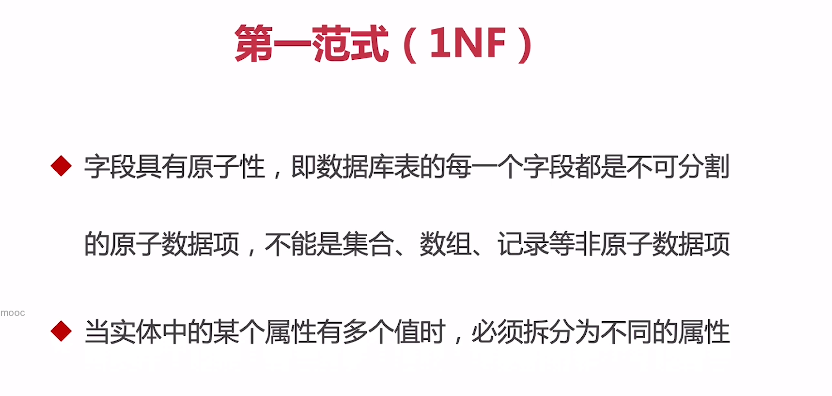 第一范式（1NF）
◆ 字段具有原子性，即数据库表的每一个字段都是不可分割
的原子数据项，不能是集合、数组、记录等非原子数据项
mooc
◆ 当实体中的某个属性有多个值时，必须拆分为不同的属性